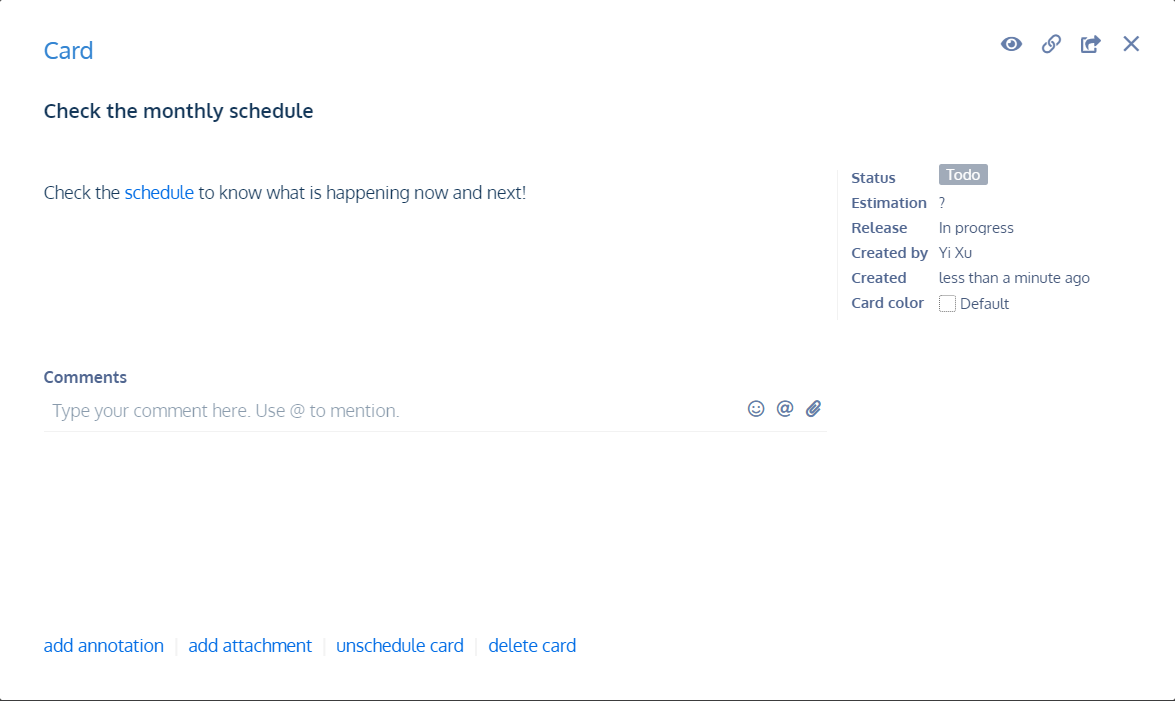 Card
Check the monthly schedule
Check the schedule to know what is happening now and next!
Status Todo
Estimation ?
Release In progress
Created by Yi Xu
Created less than a minute ago
Card color Default
Comments
Type your comment here. Use @ to mention.
add annotation add attachment unschedule card delete card